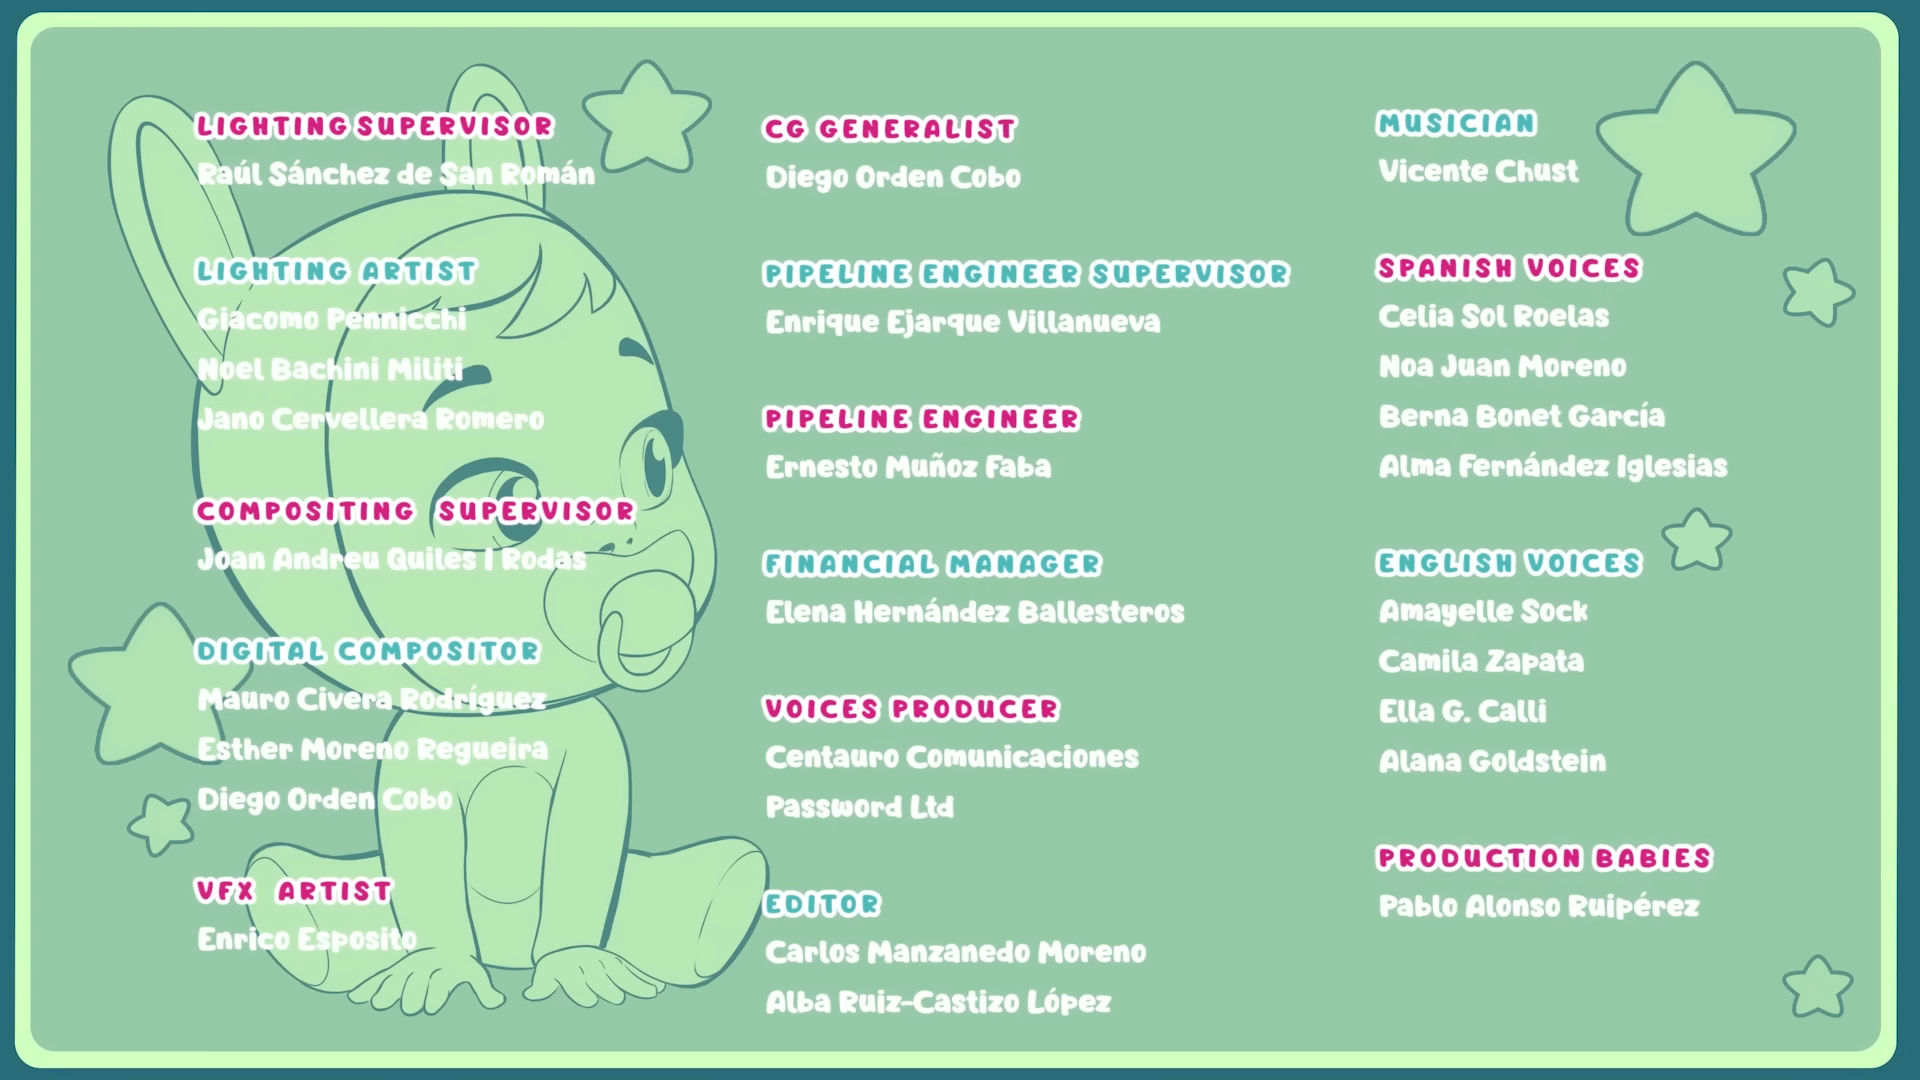 LIGHTING SUPERVISOR
Raúl Sánchez de San Román
LIGHTING ARTIST
Giacomo Pennicchi
Noel Bachini Militi
Jano Cervellera Romero
COMPOSITING SUPERVISOR
Joan Andreu Quiles I Rodas
DIGITAL COMPOSITOR
Mauro Civera Rodríguez
Esther Moreno Regueira
Diego Orden Cobo
VFX ARTIST
Enrico Esposito
CG GENERALIST
Diego Orden Cobo
PIPELINE ENGINEER SUPERVISOR
Enrique Ejarque Villanueva
PIPELINE ENGINEER
Ernesto Muñoz Faba
FINANCIAL MANAGER
Elena Hernández Ballesteros
VOICES PRODUCER
Centauro Comunicaciones
Password Ltd
EDITOR
Carlos Manzanedo Moreno
Alba Ruiz-Castizo López
MUSICIAN
Vicente Chust
SPANISH VOICES
Celia Sol Roelas
Noa Juan Moreno
Berna Bonet García
Alma Fernández Iglesias
ENGLISH VOICES
Amayelle Sock
Camila Zapata
Ella G. Calli
Alana Goldstein
PRODUCTION BABIES
Pablo Alonso Ruipérez